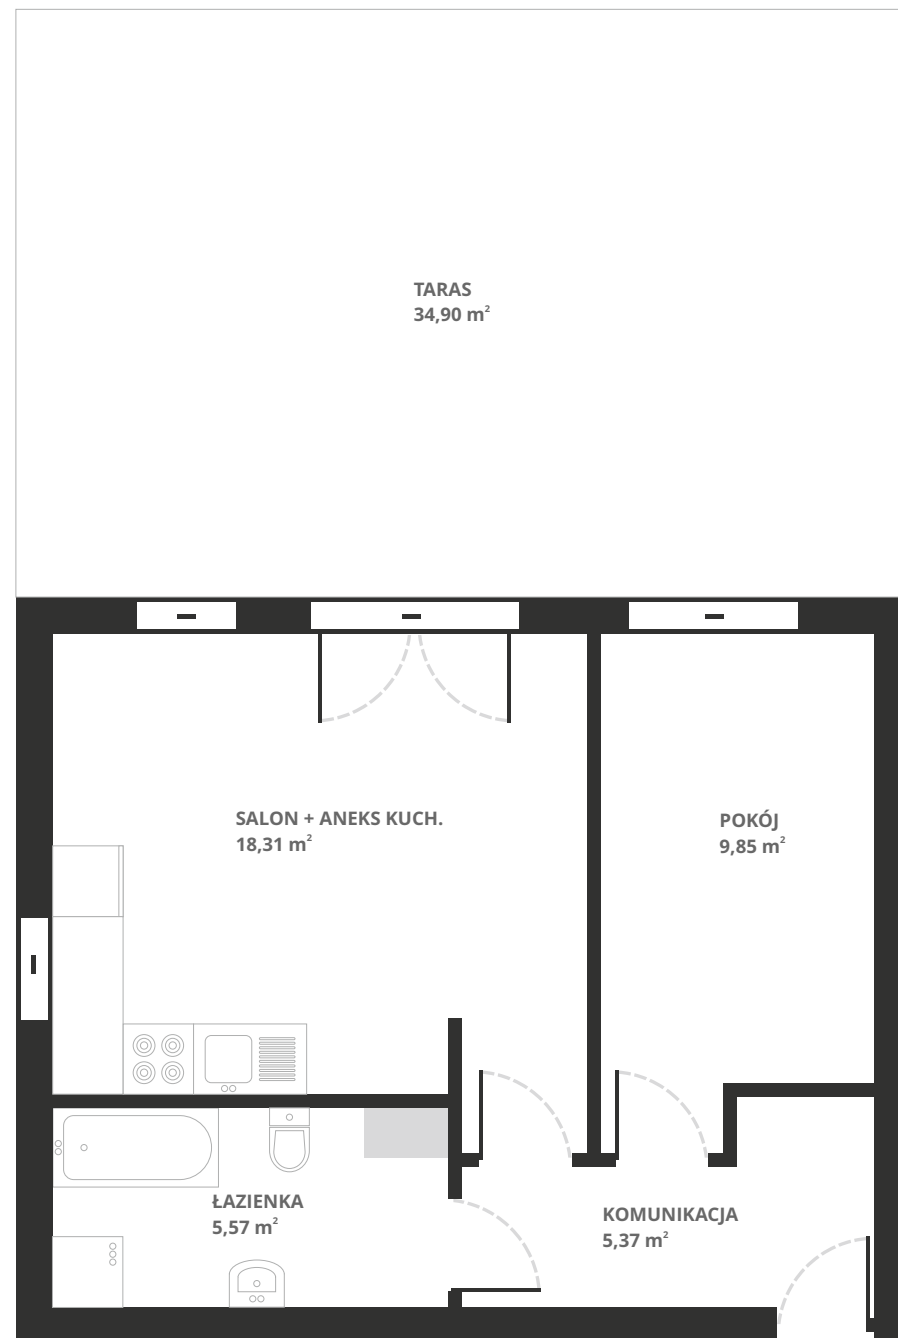 TARAS
34,90 m²
SALON + ANEKS KUCH.
18,31 m²
POKÓJ
9,85 m²
ŁAZIENKA
5,57 m²
KOMUNIKACJA
5,37 m²